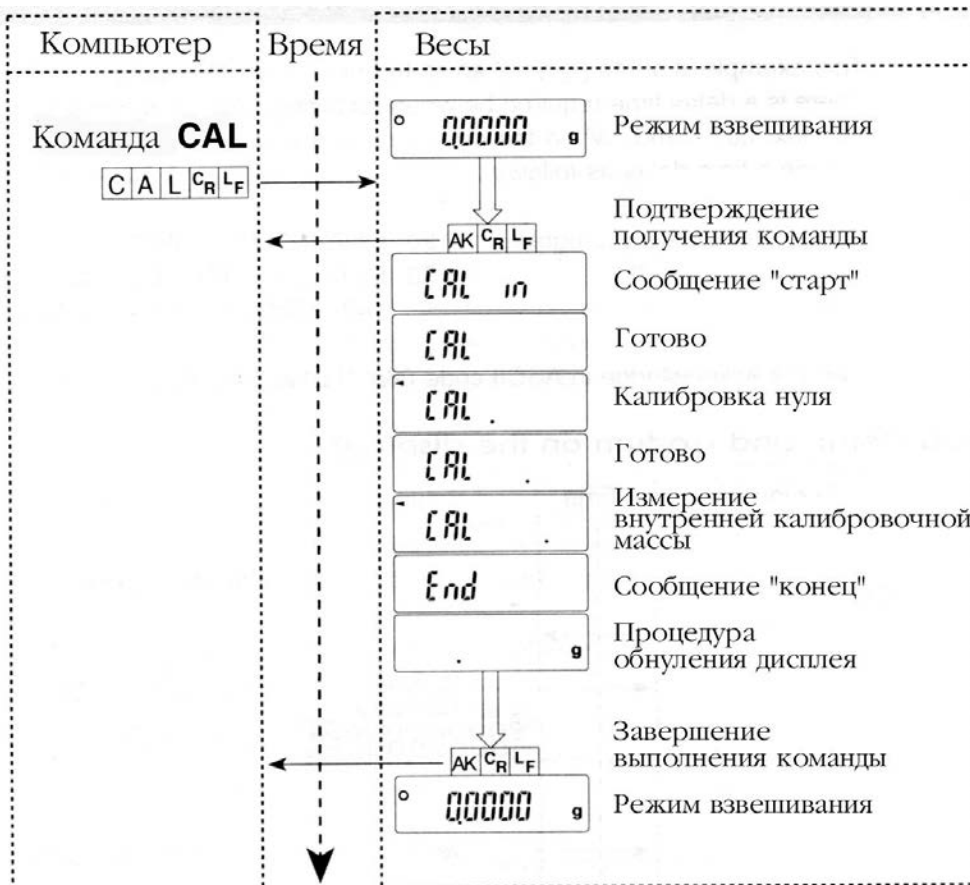 Компьютер
Время
Весы
0.0000 g
Режим взвешивания
Команда CAL
C A L CR LF
Подтверждение
получения команды
AK CR LF
CAL in
Сообщение "старт"
CAL
Готово
CAL .
Калибровка нуля
CAL .
Готово
CAL .
Измерение
внутренней калибровочной
массы
End
Сообщение "конец"
. g
Процедура
обнуления дисплея
Завершение
выполнения команды
AK CR LF
0.0000 g
Режим взвешивания